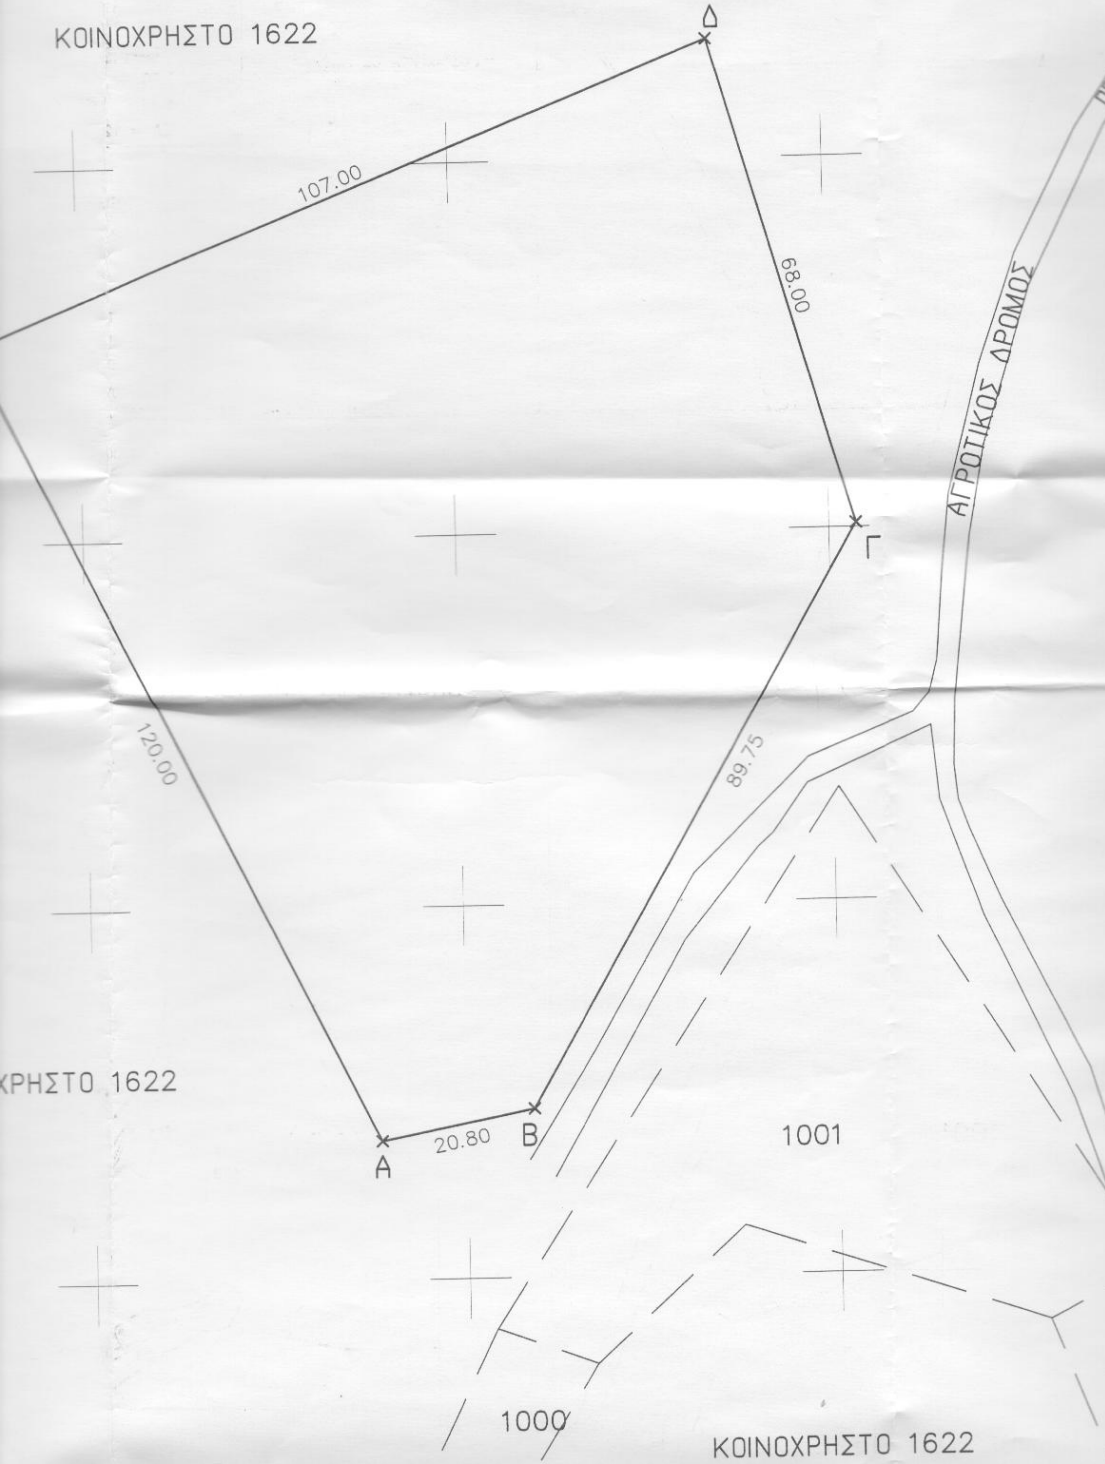 ΚΟΙΝΟΧΡΗΣΤΟ 1622
Δ
107.00
68.00
ΑΓΡΟΤΙΚΟΣ ΔΡΟΜΟΣ
Γ
120.00
89.75
ΧΡΗΣΤΟ 1622
20.80
Β
Α
1001
1000
ΚΟΙΝΟΧΡΗΣΤΟ 1622